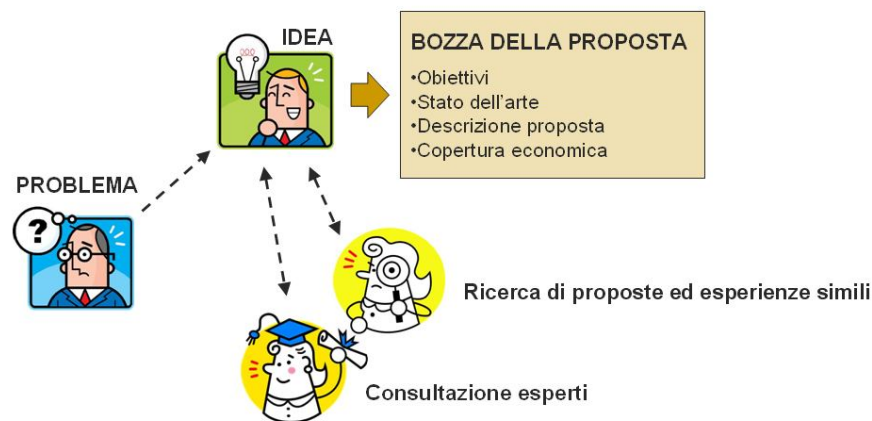 IDEA
BOZZA DELLA PROPOSTA
•Obiettivi
•Stato dell'arte
•Descrizione proposta
•Copertura economica
PROBLEMA
?
Ricerca di proposte ed esperienze simili
Consultazione esperti